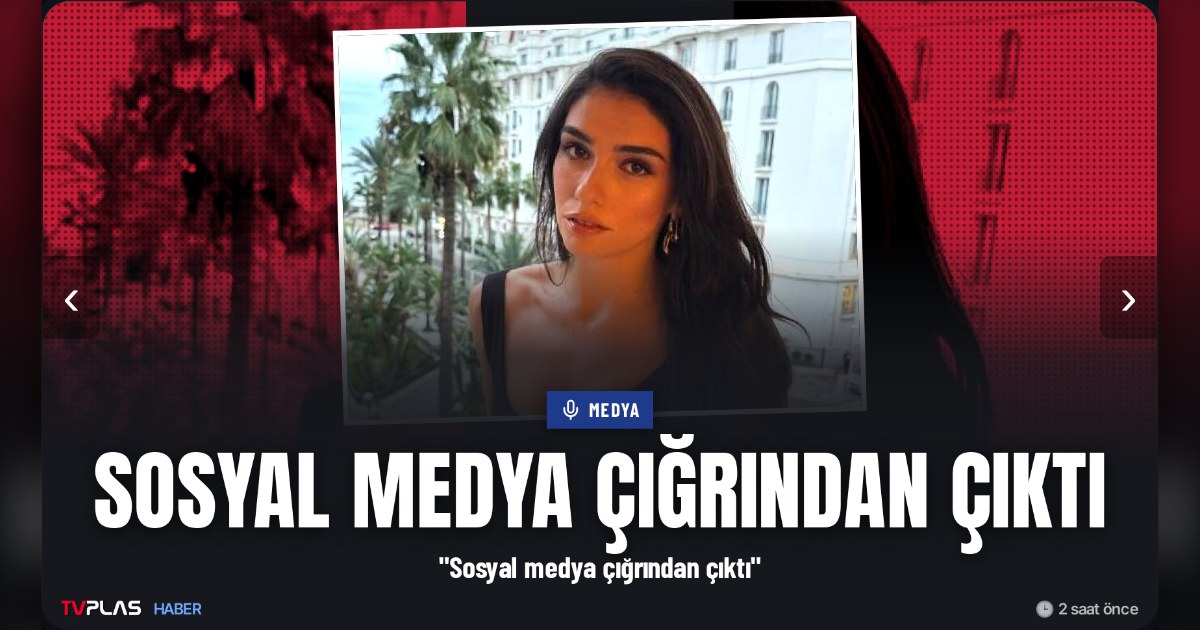 MEDYA
SOSYAL MEDYA ÇIĞRINDAN ÇIKTI
"Sosyal medya çığrından çıktı"
TVPLAS HABER
2 saat önce